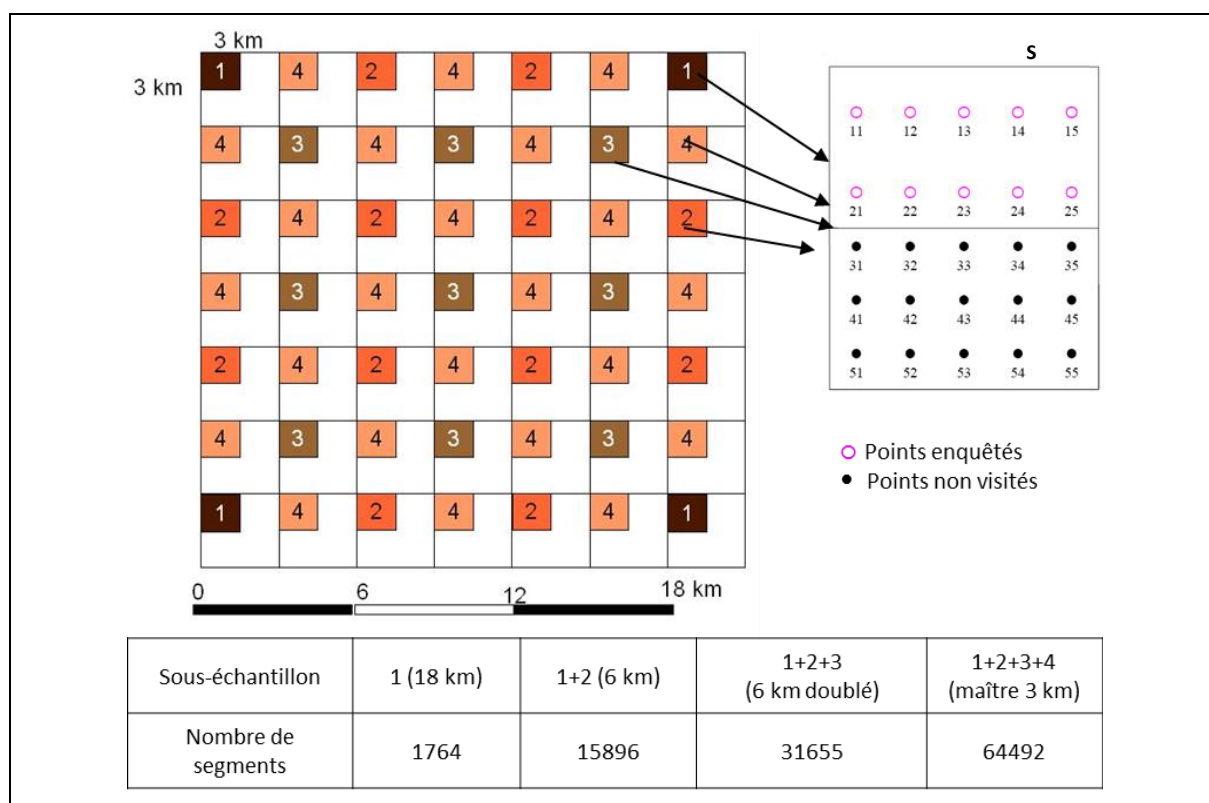 3 km
3 km
1 4 2 4 2 4 1
4 3 4 3 4 3 4
2 4 2 4 2 4 2
4 3 4 3 4 3 4
2 4 2 4 2 4 2
4 3 4 3 4 3 4
1 4 2 4 2 4 1
0 6 12 18 km
S
11 12 13 14 15
21 22 23 24 25
31 32 33 34 35
41 42 43 44 45
51 52 53 54 55
Points enquêtés
Points non visités
Sous-échantillon 1 (18 km) 1+2 (6 km) 1+2+3 (6 km doublé) 1+2+3+4 (maître 3 km)
Nombre de segments 1764 15896 31655 64492